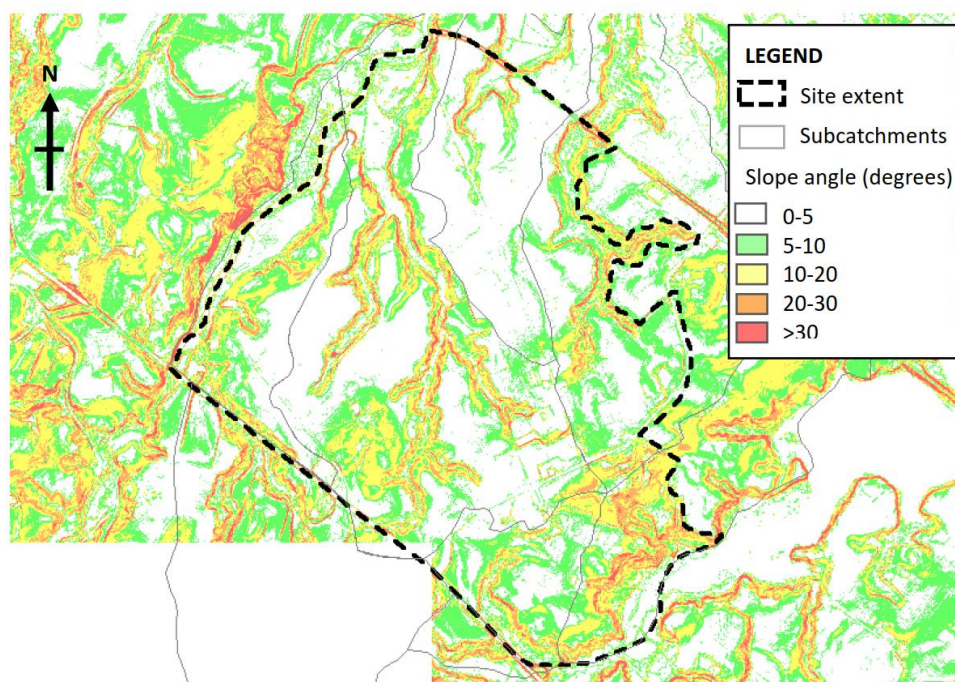 N
LEGEND
Site extent
Subcatchments
Slope angle (degrees)
0-5
5-10
10-20
20-30
>30